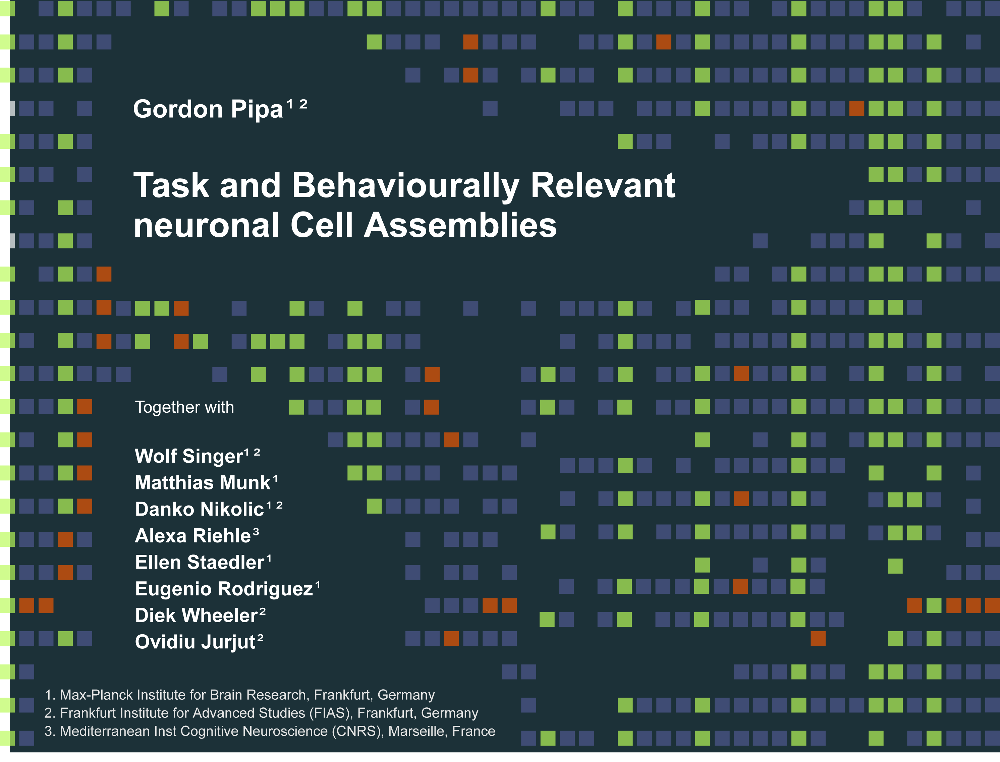 Gordon Pipa¹ ²
Task and Behaviourally Relevant
neuronal Cell Assemblies
Together with
Wolf Singer¹ ²
Matthias Munk¹
Danko Nikolic¹ ²
Alexa Riehle³
Ellen Staedler¹
Eugenio Rodriguez¹
Diek Wheeler²
Ovidiu Jurjut²
1. Max-Planck Institute for Brain Research, Frankfurt, Germany
2. Frankfurt Institute for Advanced Studies (FIAS), Frankfurt, Germany
3. Mediterranean Inst Cognitive Neuroscience (CNRS), Marseille, France